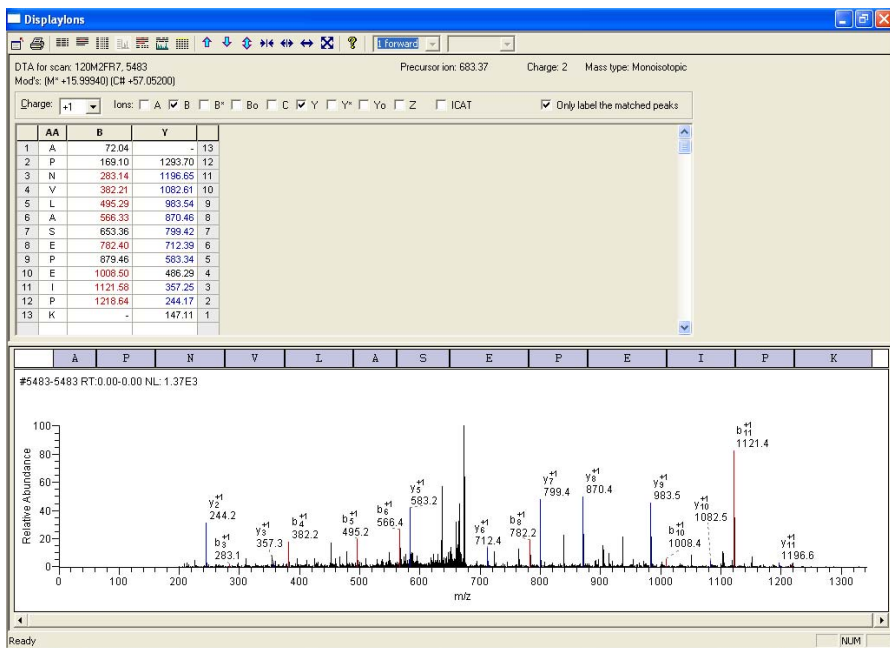 DisplayIons
1 forward
DTA for scan: 120M2FR7, 5483 Precursor ion: 683.37 Charge: 2 Mass type: Monoisotopic
Mod's: (M* +15.99940) (C# +57.05200)
Charge: +1 Ions: A B B* Bo C Y Y* Yo Z ICAT Only label the matched peaks
AA B Y
1 A 72.04 - 13
2 P 169.10 1293.70 12
3 N 283.14 1196.65 11
4 V 382.21 1082.61 10
5 L 495.29 983.54 9
6 A 566.33 870.46 8
7 S 653.36 799.42 7
8 E 782.40 712.39 6
9 P 879.46 583.34 5
10 E 1008.50 486.29 4
11 I 1121.58 357.25 3
12 P 1218.64 244.17 2
13 K - 147.11 1
A P N V L A S E P E I P K
#5483-5483 RT:0.00-0.00 NL: 1.37E3
Relative Abundance
100
80
60
40
20
0
y2+1
244.2
b3+1
283.1
y3+1
357.3
b4+1
382.2
b5+1
495.2
b6+1
566.4
y5+1
583.2
y6+1
712.4
b8+1
782.2
y7+1
799.4
y8+1
870.4
y9+1
983.5
b10+1
1008.4
y10+1
1082.5
b11+1
1121.4
y11+1
1196.6
0 100 200 300 400 500 600 700 800 900 1000 1100 1200 1300
m/z
Ready NUM